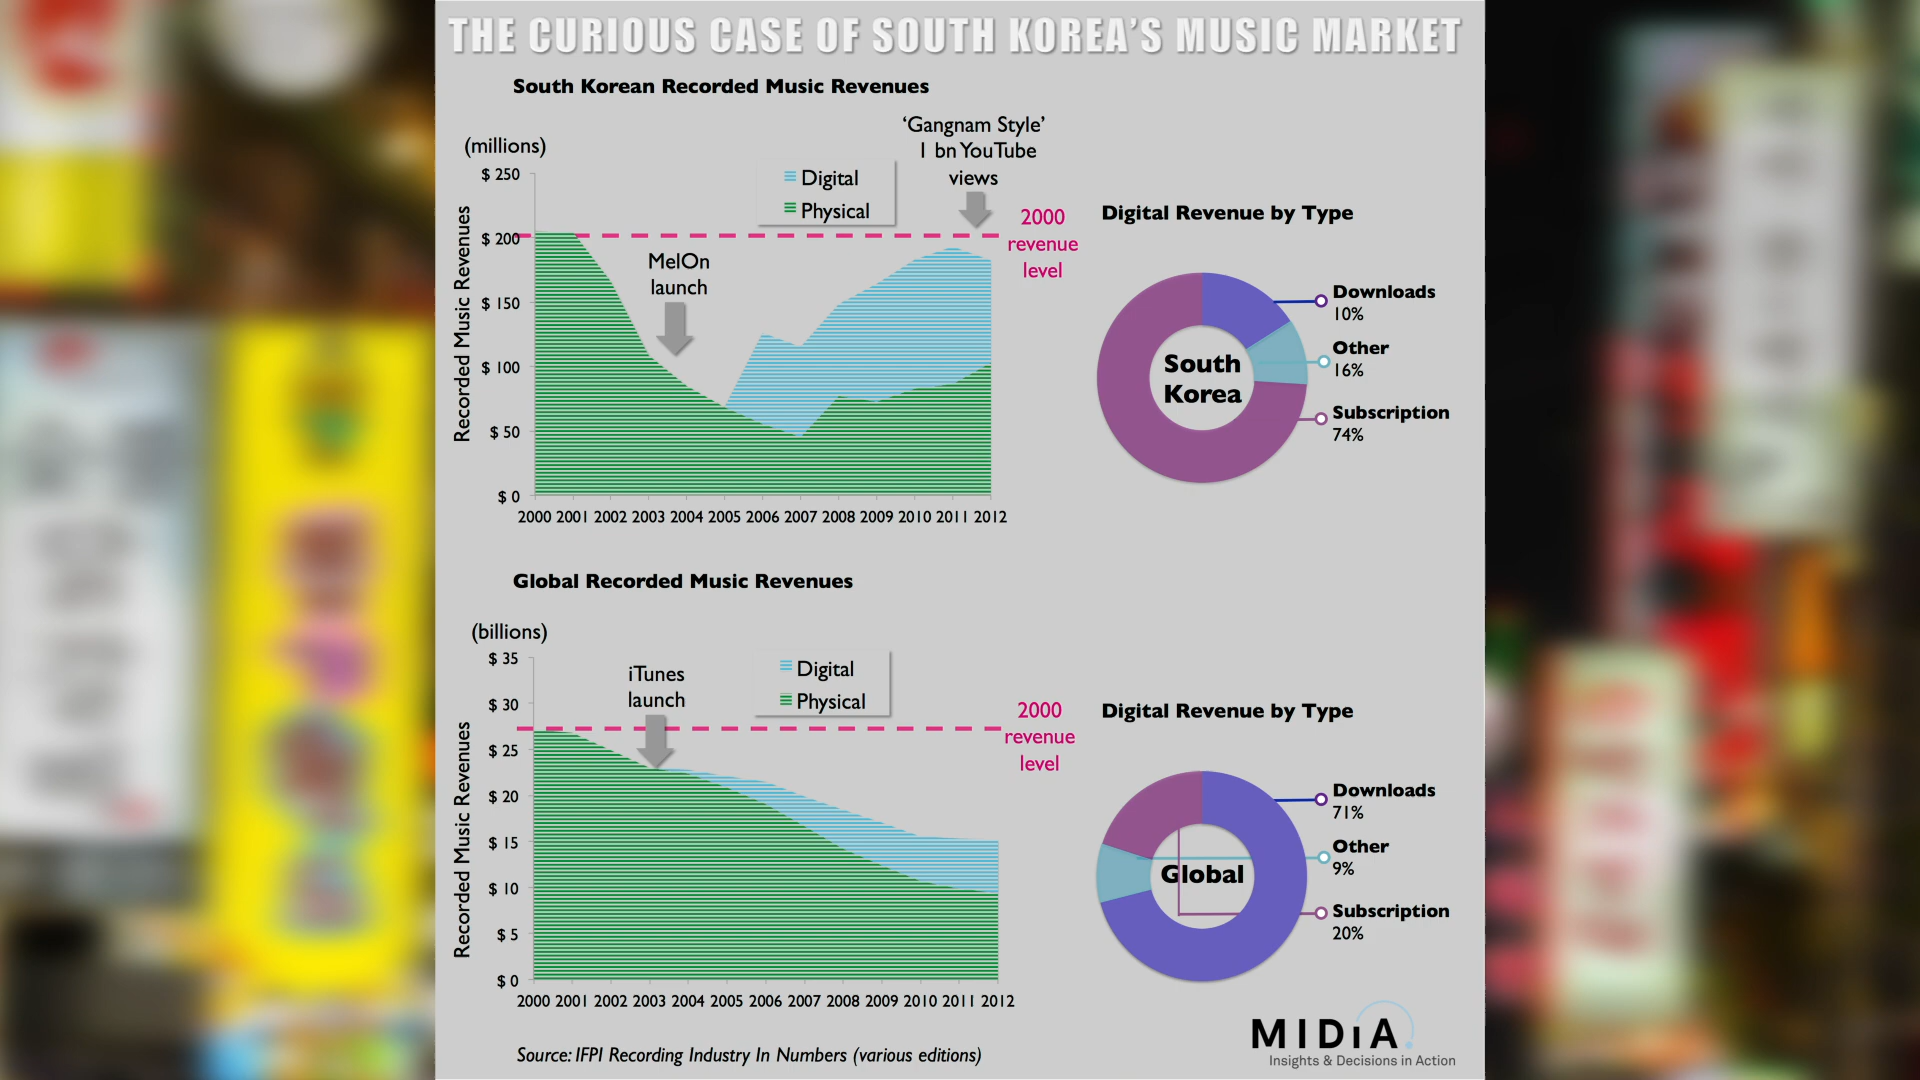 THE CURIOUS CASE OF SOUTH KOREA'S MUSIC MARKET
South Korean Recorded Music Revenues
(millions)
Recorded Music Revenues
$ 250
$ 200
$ 150
$ 100
$ 50
$ 0
2000 2001 2002 2003 2004 2005 2006 2007 2008 2009 2010 2011 2012
MelOn
launch
Digital
Physical
‘Gangnam Style’
1 bn YouTube
views
2000
revenue
level
Digital Revenue by Type
South
Korea
Downloads
10%
Other
16%
Subscription
74%
Global Recorded Music Revenues
(billions)
Recorded Music Revenues
$ 35
$ 30
$ 25
$ 20
$ 15
$ 10
$ 5
$ 0
2000 2001 2002 2003 2004 2005 2006 2007 2008 2009 2010 2011 2012
iTunes
launch
Digital
Physical
2000
revenue
level
Digital Revenue by Type
Global
Downloads
71%
Other
9%
Subscription
20%
Source: IFPI Recording Industry In Numbers (various editions)
MIDiA
Insights & Decisions in Action